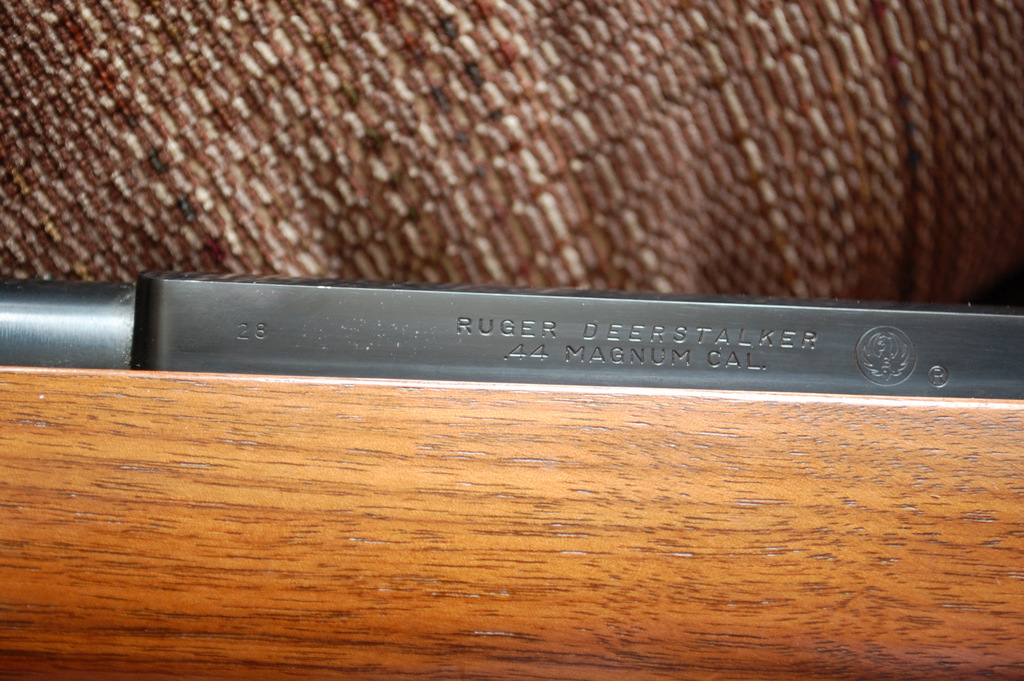 28
RUGER DEERSTALKER
.44 MAGNUM CAL.
®